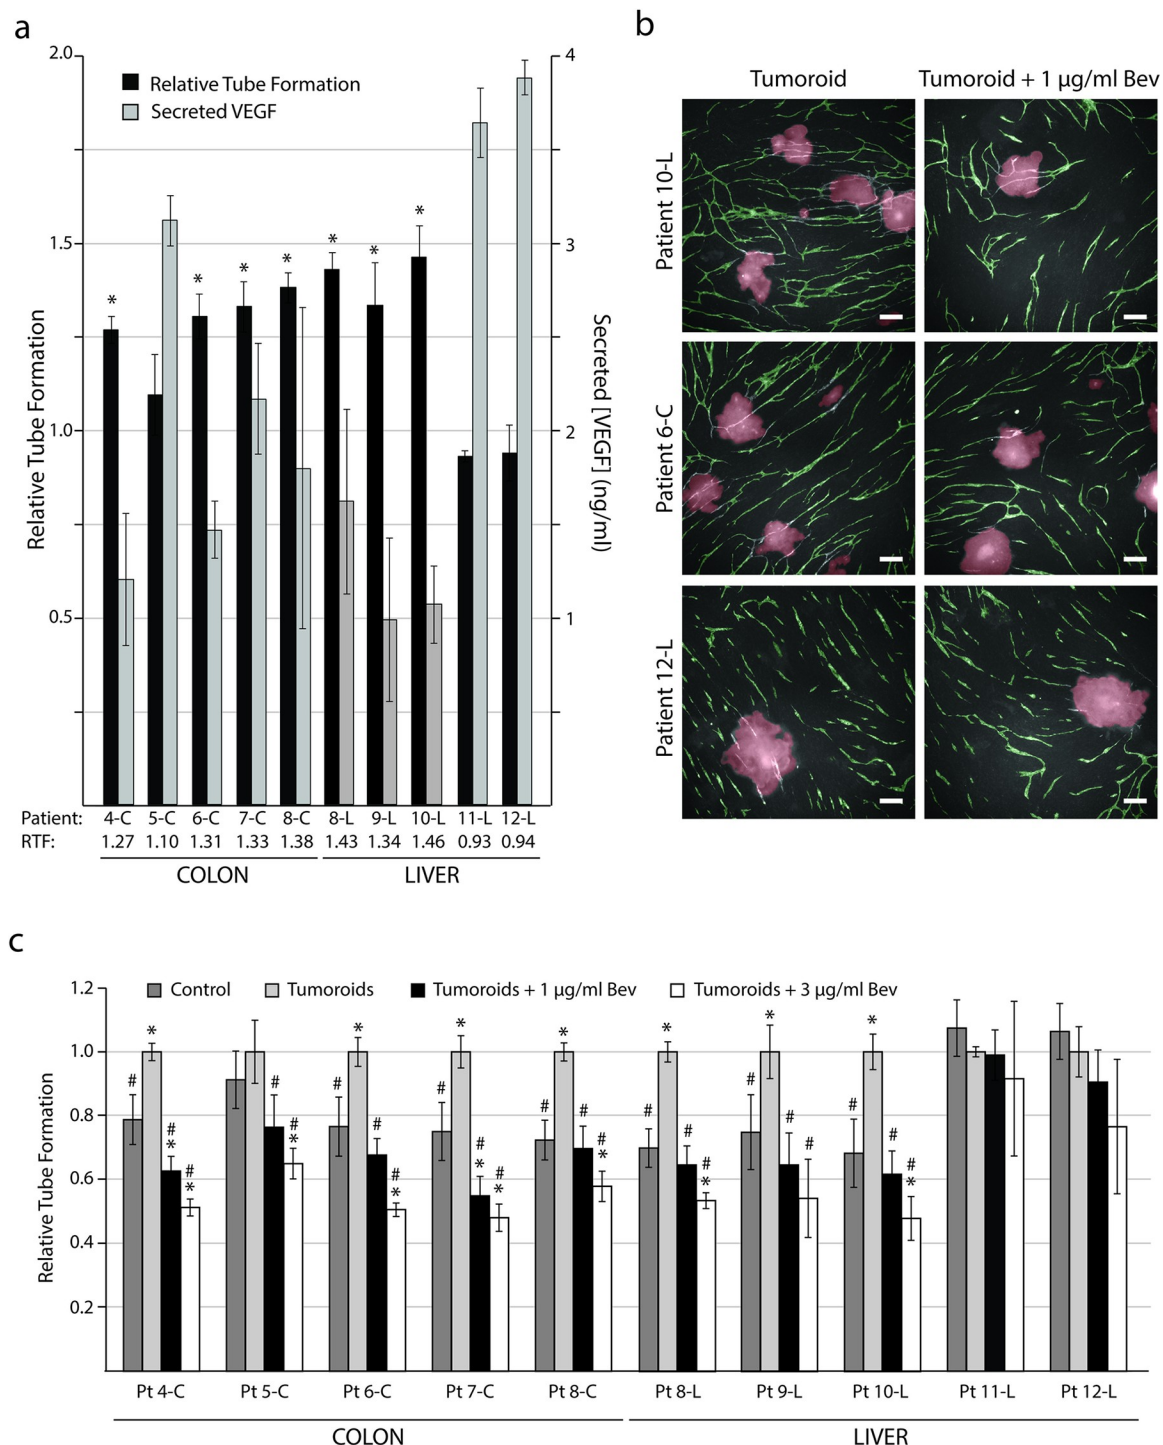 a
2.0
1.5
1.0
0.5
Relative Tube Formation
Relative Tube Formation
Secreted VEGF
4
3
2
1
Secreted [VEGF] (ng/ml)
*
*
*
*
*
*
*
Patient: 4-C 5-C 6-C 7-C 8-C 8-L 9-L 10-L 11-L 12-L
RTF: 1.27 1.10 1.31 1.33 1.38 1.43 1.34 1.46 0.93 0.94
COLON LIVER
b
Tumoroid Tumoroid + 1 µg/ml Bev
Patient 10-L
Patient 6-C
Patient 12-L
c
Relative Tube Formation
1.2
1.0
0.8
0.6
0.4
0.2
Control Tumoroids Tumoroids + 1 µg/ml Bev Tumoroids + 3 µg/ml Bev
# * #* #*
# #*
# * # #*
# * #* #*
# * # #*
# * # #*
# * # #
# * # #*
Pt 4-C Pt 5-C Pt 6-C Pt 7-C Pt 8-C Pt 8-L Pt 9-L Pt 10-L Pt 11-L Pt 12-L
COLON LIVER